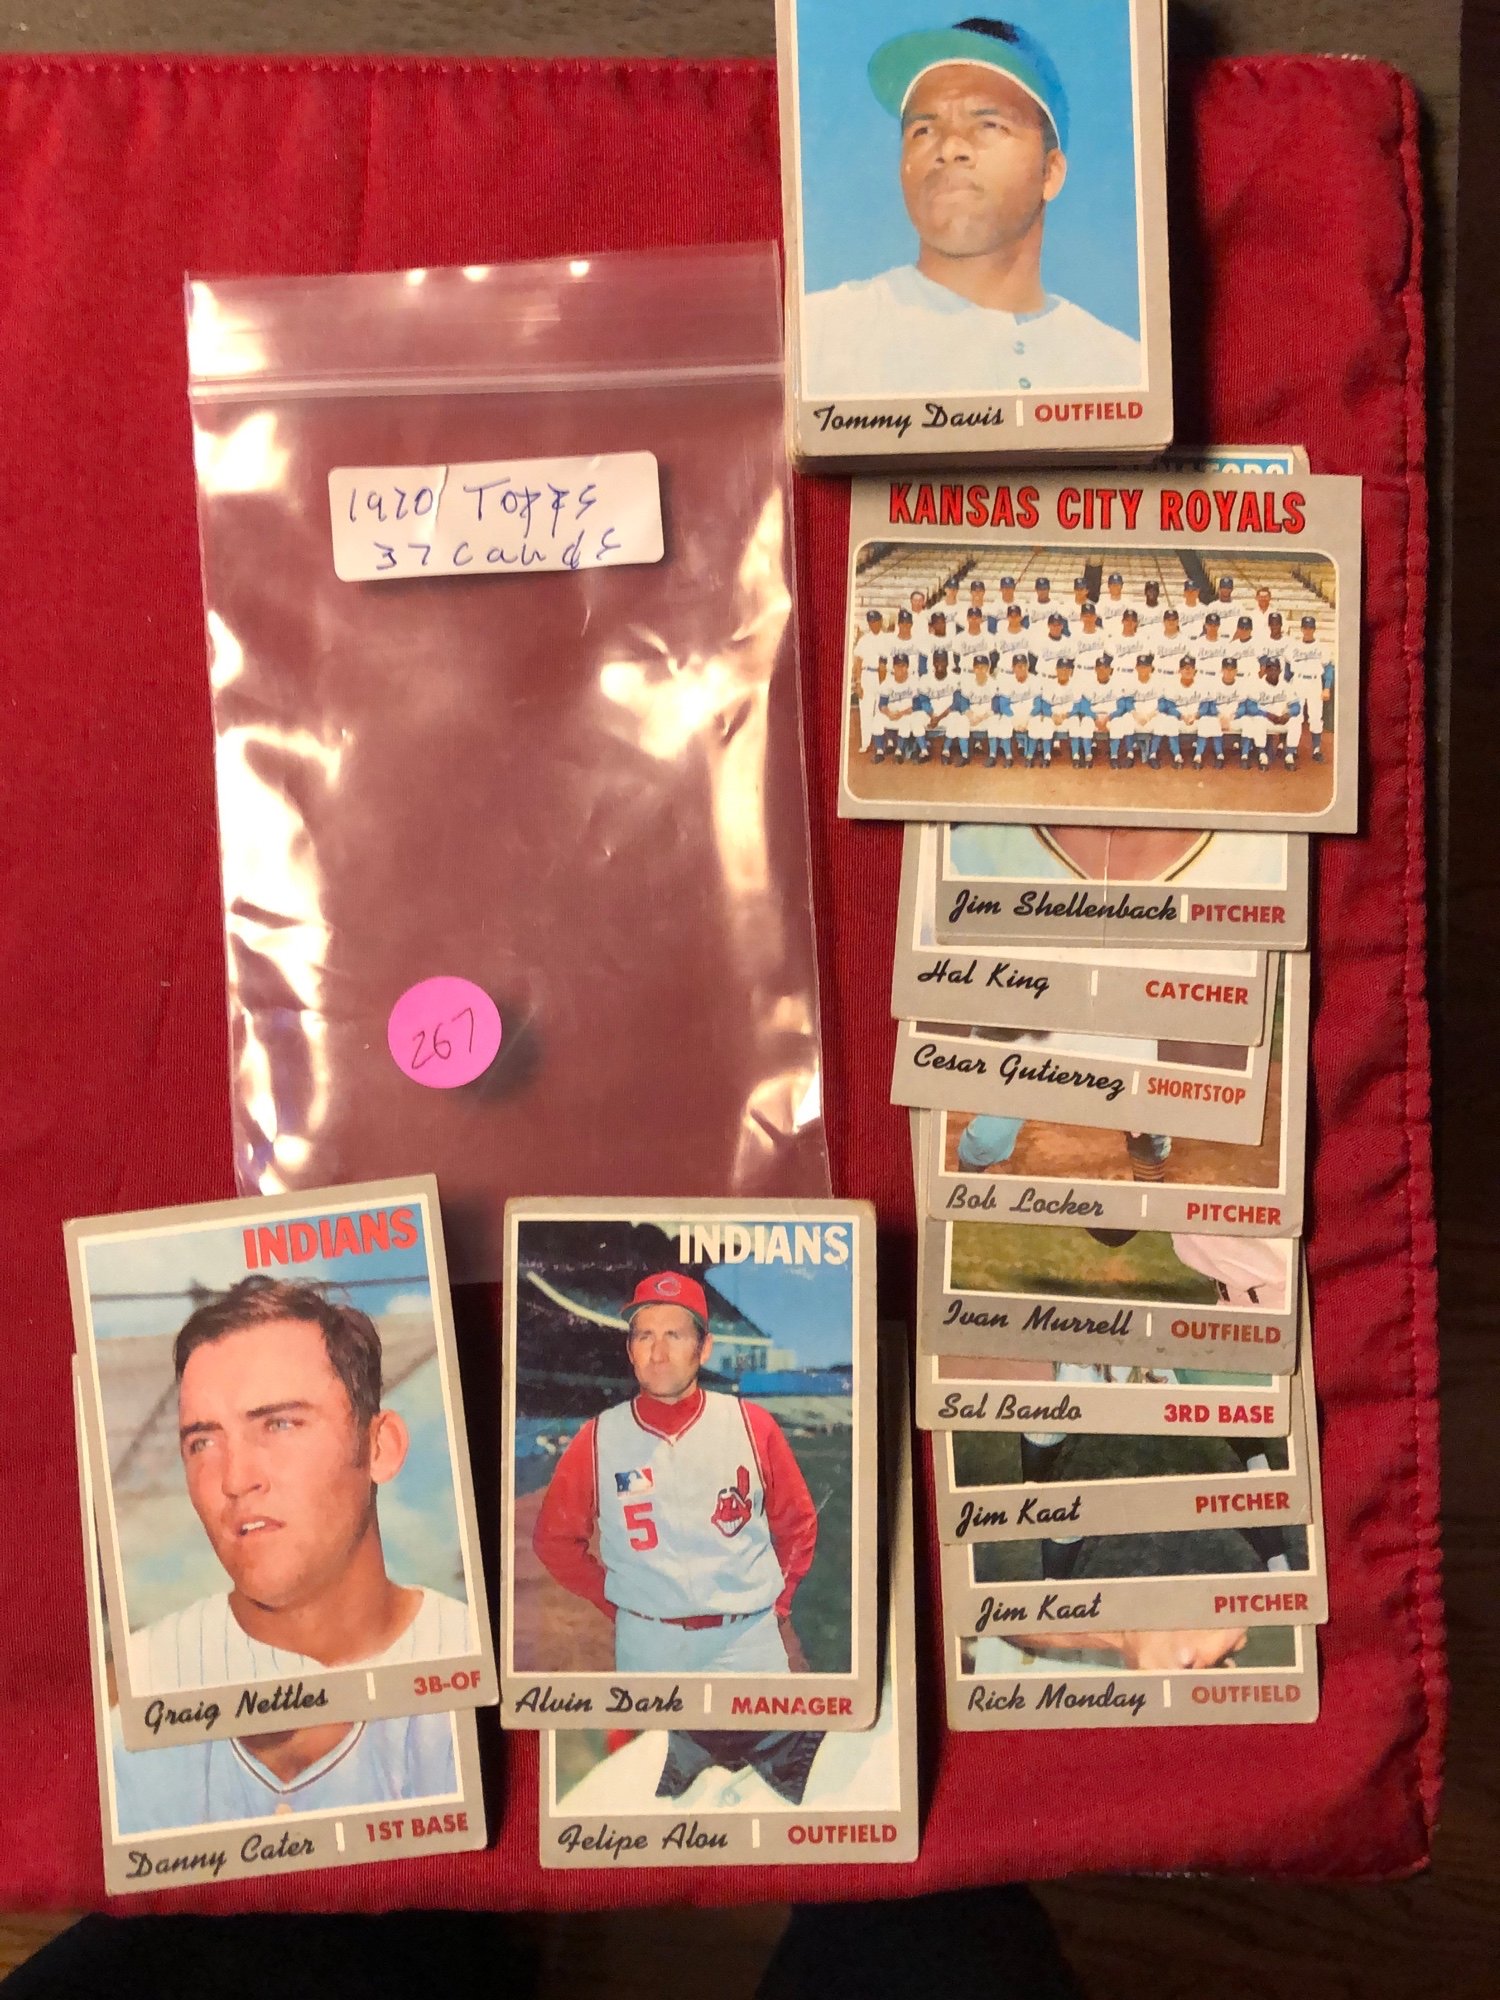 Tommy Davis OUTFIELD
KANSAS CITY ROYALS
1970 Topps
37 cards
Jim Shellenback PITCHER
Hal King CATCHER
267
Cesar Gutierrez SHORTSTOP
Bob Locker PITCHER
Ivan Murrell OUTFIELD
Sal Bando 3RD BASE
Jim Kaat PITCHER
Jim Kaat PITCHER
Rick Monday OUTFIELD
INDIANS
Graig Nettles 3B-OF
Danny Cater 1ST BASE
INDIANS
5
Alvin Dark MANAGER
Felipe Alou OUTFIELD